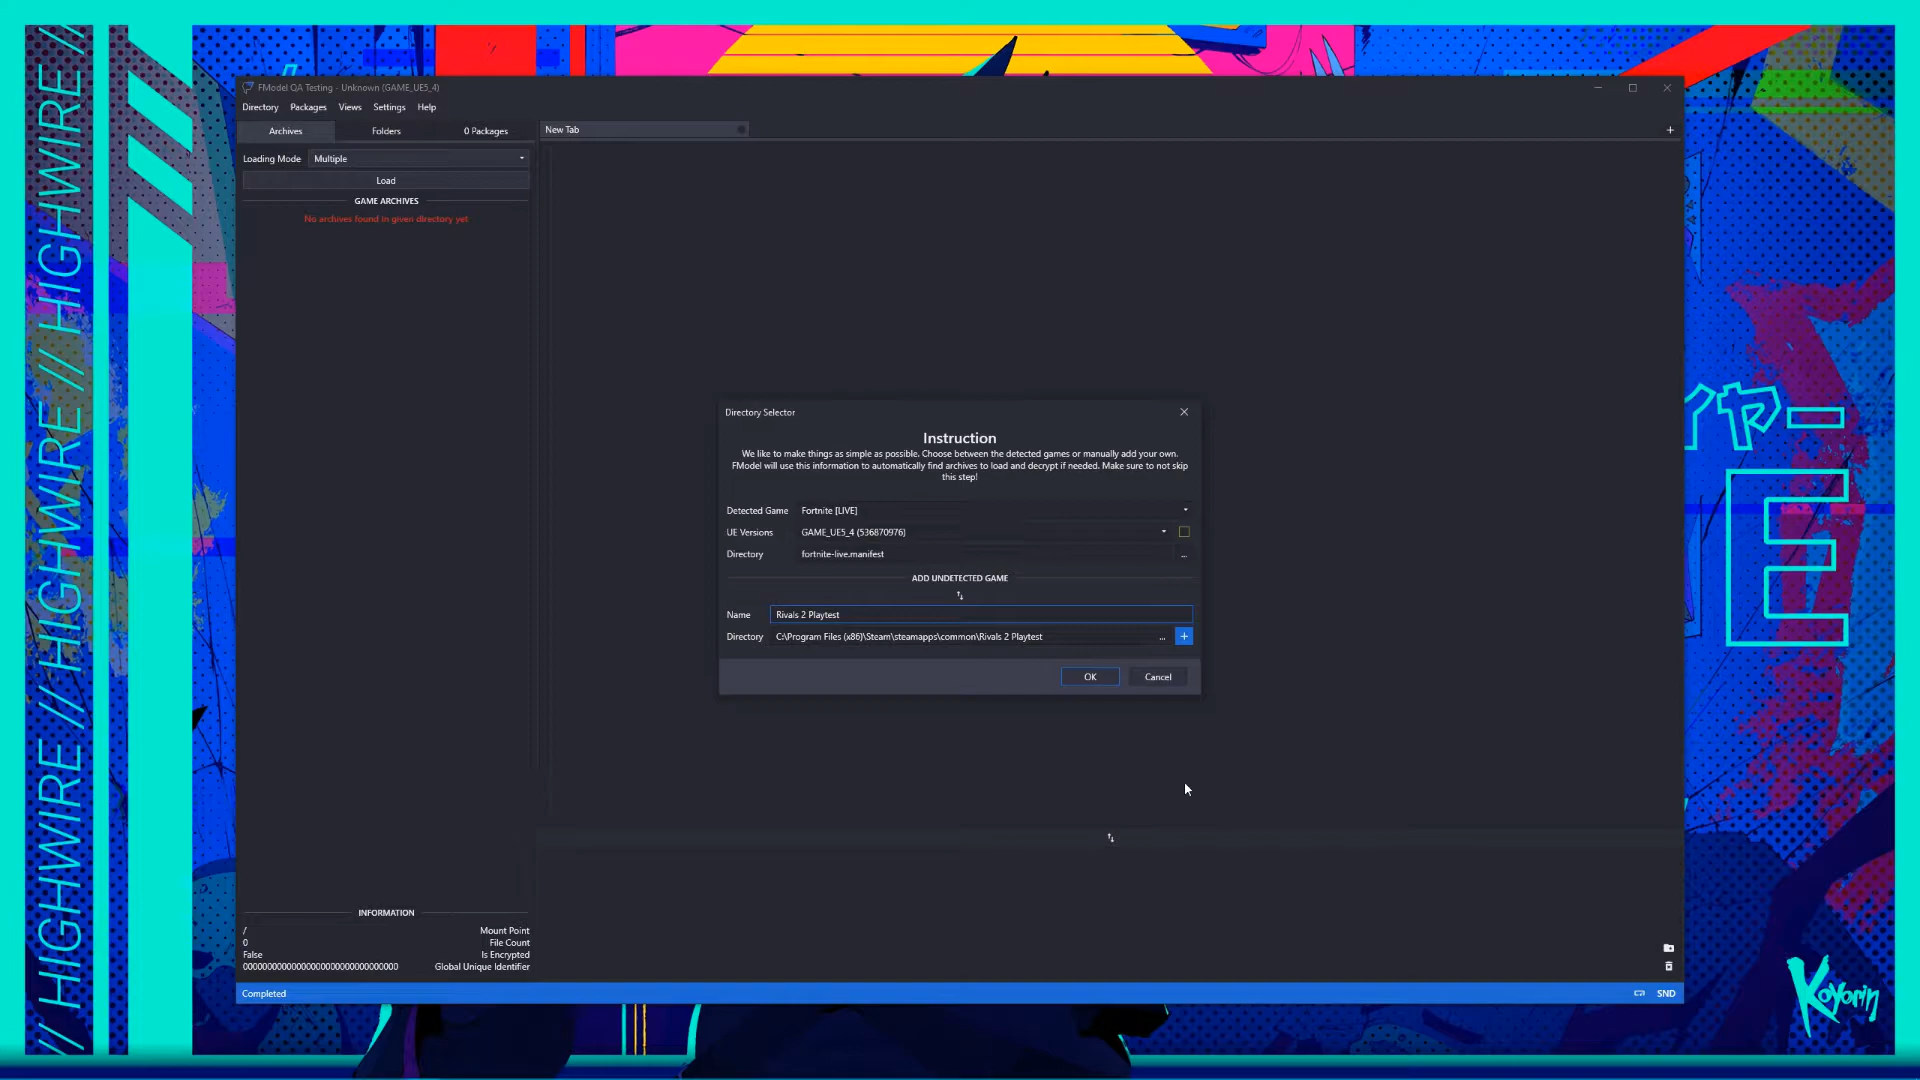 // HIGHWIRE // HIGHWIRE // HIGHWIRE //
FModel QA Testing - Unknown (GAME_UE5_4)
Directory Packages Views Settings Help
Archives Folders 0 Packages
New Tab
Loading Mode Multiple
Load
GAME ARCHIVES
No archives found in given directory yet
Directory Selector
Instruction
We like to make things as simple as possible. Choose between the detected games or manually add your own.
FModel will use this information to automatically find archives to load and decrypt if needed. Make sure to not skip
this step!
Detected Game Fortnite [LIVE]
UE Versions GAME_UE5_4 (536870976)
Directory fortnite-live.manifest ...
ADD UNDETECTED GAME
Name Rivals 2 Playtest
Directory C:\Program Files (x86)\Steam\steamapps\common\Rivals 2 Playtest ... +
OK Cancel
INFORMATION
/ Mount Point
0 File Count
False Is Encrypted
00000000000000000000000000000000 Global Unique Identifier
Completed
SND
ヤー
E
Koyorin